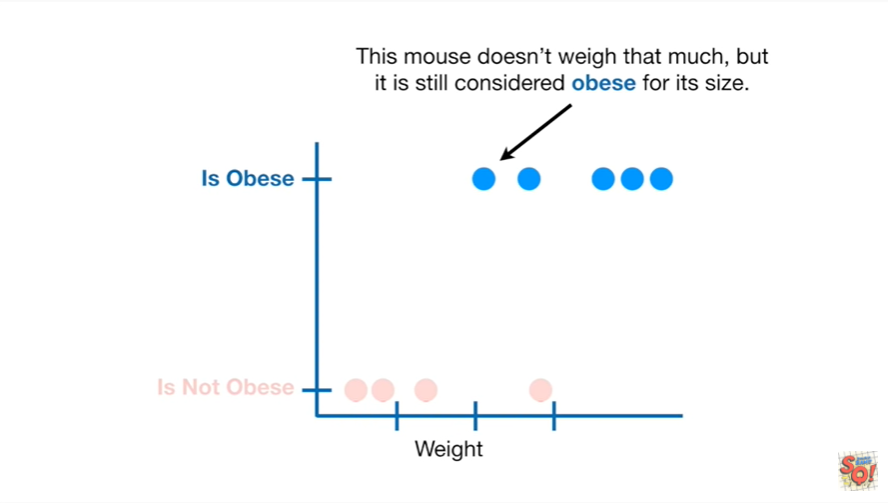 This mouse doesn't weigh that much, but
it is still considered obese for its size.
Is Obese
Is Not Obese
Weight
SQ!